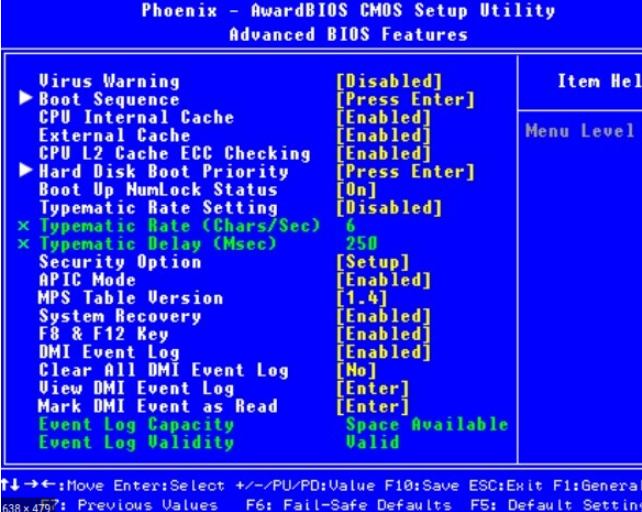 Phoenix - AwardBIOS CMOS Setup Utility
Advanced BIOS Features
Virus Warning [Disabled] Item Hel
Boot Sequence [Press Enter]
CPU Internal Cache [Enabled]
External Cache [Enabled] Menu Level
CPU L2 Cache ECC Checking [Enabled]
Hard Disk Boot Priority [Press Enter]
Boot Up NumLock Status [On]
Typematic Rate Setting [Disabled]
x Typematic Rate (Chars/Sec) 6
x Typematic Delay (Msec) 250
Security Option [Setup]
APIC Mode [Enabled]
MPS Table Version [1.4]
System Recovery [Enabled]
F8 & F12 Key [Enabled]
DMI Event Log [Enabled]
Clear All DMI Event Log [No]
View DMI Event Log [Enter]
Mark DMI Event as Read [Enter]
Event Log Capacity Space Available
Event Log Validity Valid
↑↓→←:Move Enter:Select +/-/PU/PD:Value F10:Save ESC:Exit F1:General
F7: Previous Values F6: Fail-Safe Defaults F5: Default Settin
638 x 479